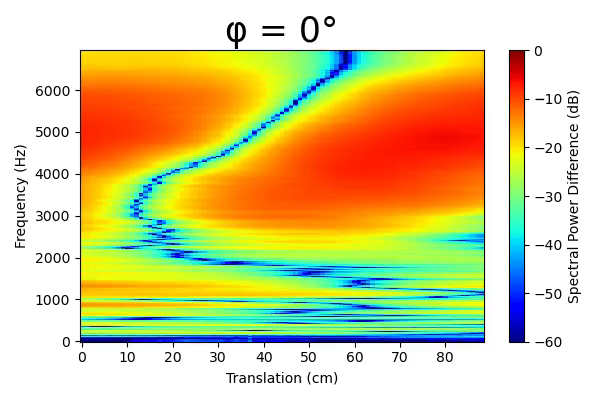 φ = 0°
Frequency (Hz)
6000
5000
4000
3000
2000
1000
0
0 10 20 30 40 50 60 70 80
Translation (cm)
0
−10
−20
−30
−40
−50
−60
Spectral Power Difference (dB)